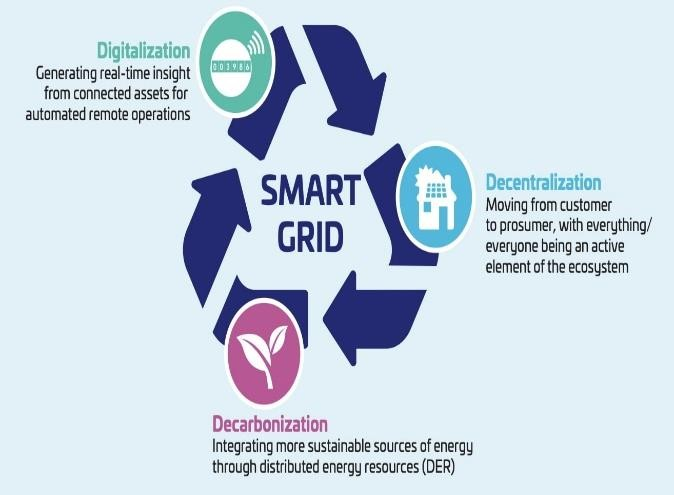 Digitalization
Generating real-time insight
from connected assets for
automated remote operations
003986
SMART
GRID
Decentralization
Moving from customer
to prosumer, with everything/
everyone being an active
element of the ecosystem
Decarbonization
Integrating more sustainable sources of energy
through distributed energy resources (DER)